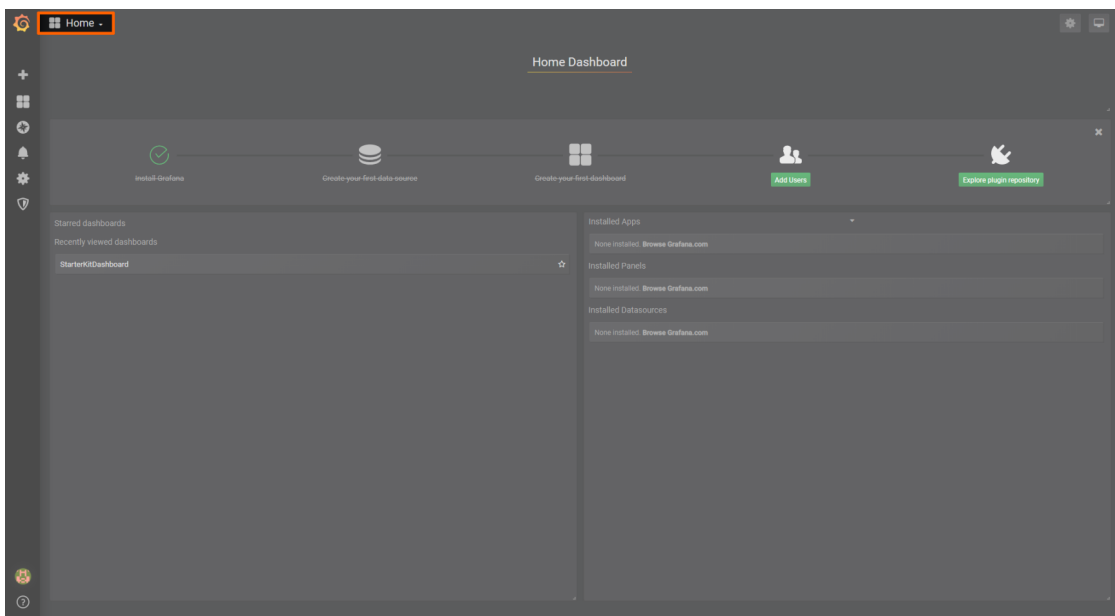 Home
Home Dashboard
Install Grafana
Create your first data source
Create your first dashboard
Add Users
Explore plugin repository
Starred dashboards
Recently viewed dashboards
StarterKitDashboard
Installed Apps
None installed. Browse Grafana.com
Installed Panels
None installed. Browse Grafana.com
Installed Datasources
None installed. Browse Grafana.com